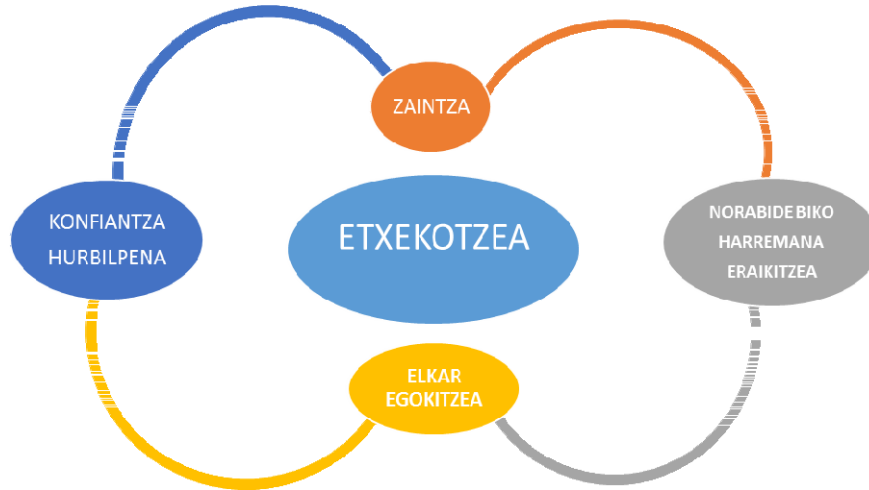 ZAINTZA
KONFIANTZA
HURBILPENA
ETXEKOTZEA
NORABIDE BIKO
HARREMANA
ERAIKITZEA
ELKAR
EGOKITZEA